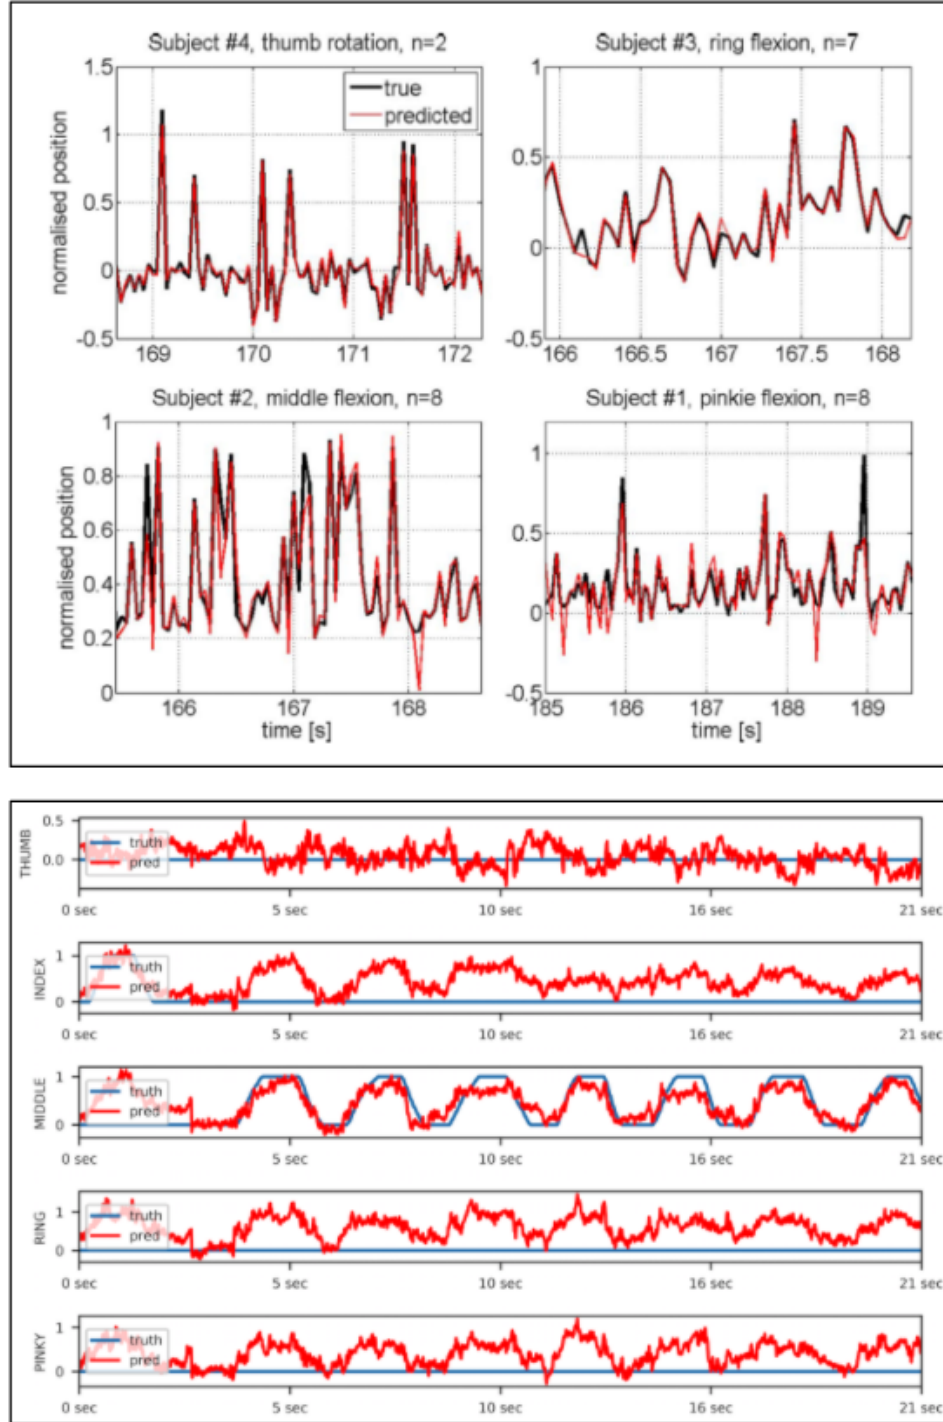 Subject #4, thumb rotation, n=2
Subject #3, ring flexion, n=7
1.5
1
0.5
0
-0.5
normalised position
true
predicted
169
170
171
172
1
0.5
0
-0.5
166
166.5
167
167.5
168
Subject #2, middle flexion, n=8
Subject #1, pinkie flexion, n=8
1
0.8
0.6
0.4
0.2
0
normalised position
166
167
168
time [s]
1
0.5
0
-0.5
185
186
187
188
189
time [s]
THUMB
0.5
0.0
truth
pred
0 sec
5 sec
10 sec
16 sec
21 sec
INDEX
1
0
truth
pred
0 sec
5 sec
10 sec
16 sec
21 sec
MIDDLE
1
0
truth
pred
0 sec
5 sec
10 sec
16 sec
21 sec
RING
1
0
truth
pred
0 sec
5 sec
10 sec
16 sec
21 sec
PINKY
1
0
truth
pred
0 sec
5 sec
10 sec
16 sec
21 sec